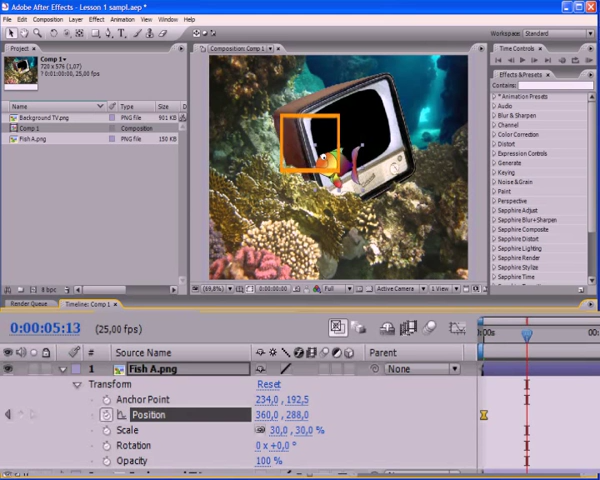 Adobe After Effects - Lesson 1 sampl.aep *
File Edit Composition Layer Effect Animation View Window Help
Workspace: Standard
Project × Composition: Comp 1 Time Controls ×
Comp 1
720 x 576 (1,07)
? 0:01:00:00, 25,00 fps
Effects & Presets ×
Contains:
* Animation Presets
Audio
Blur & Sharpen
Channel
Color Correction
Distort
Expression Controls
Generate
Keying
Noise & Grain
Paint
Perspective
Sapphire Adjust
Sapphire Blur+Sharpen
Sapphire Composite
Sapphire Distort
Sapphire Lighting
Sapphire Render
Sapphire Stylize
Sapphire Time
Name Type Size
Background TV.png PNG file 901 KB
Comp 1 Composition
Fish A.png PNG file 150 KB
8 bpc
(69,8%) 0:00:00:00 Full Active Camera 1 View
Render Queue Timeline: Comp 1 ×
0:00:05:13 (25,00 fps)
# Source Name Parent
1 Fish A.png None
Transform Reset
Anchor Point 234,0 , 192,5
Position 360,0 , 288,0
Scale 30,0 , 30,0 %
Rotation 0 x +0,0 °
Opacity 100 %